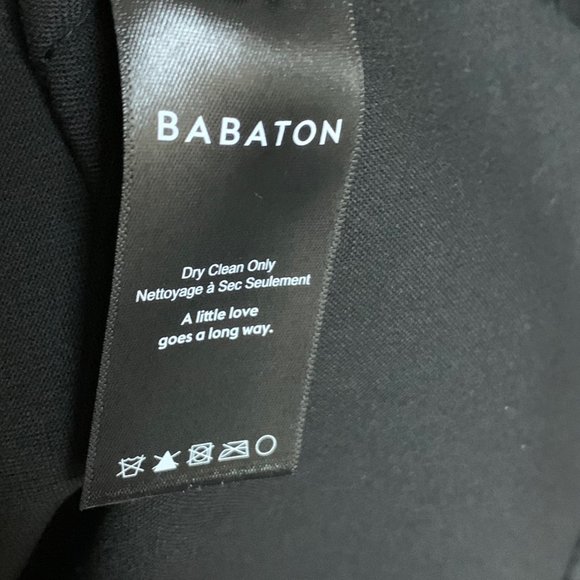 BABATON
Dry Clean Only
Nettoyage à Sec Seulement
A little love
goes a long way.